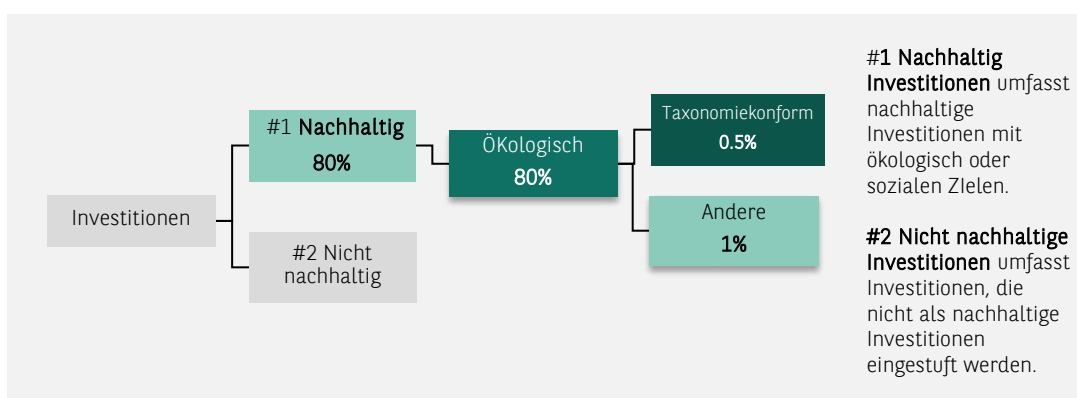 Investitionen
#1 Nachhaltig
80%
#2 Nicht
nachhaltig
ÖKologisch
80%
Taxonomiekonform
0.5%
Andere
1%
#1 Nachhaltig
Investitionen umfasst
nachhaltige
Investitionen mit
ökologisch oder
sozialen ZIelen.
#2 Nicht nachhaltige
Investitionen umfasst
Investitionen, die
nicht als nachhaltige
Investitionen
eingestuft werden.